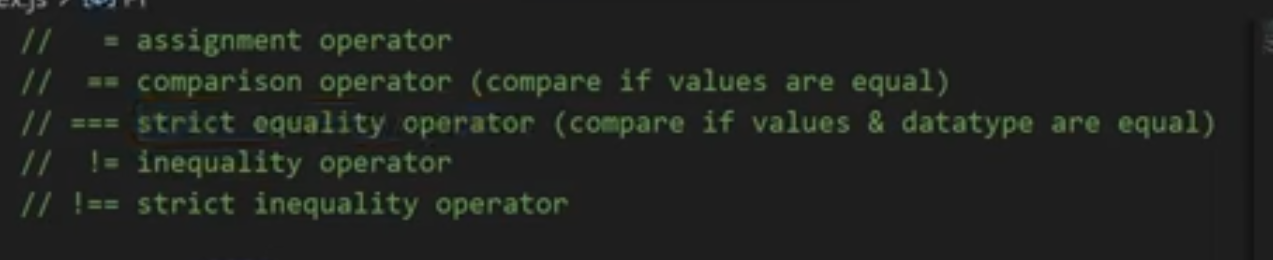 //   = assignment operator
//  == comparison operator (compare if values are equal)
// === strict equality operator (compare if values & datatype are equal)
//  != inequality operator
// !== strict inequality operator